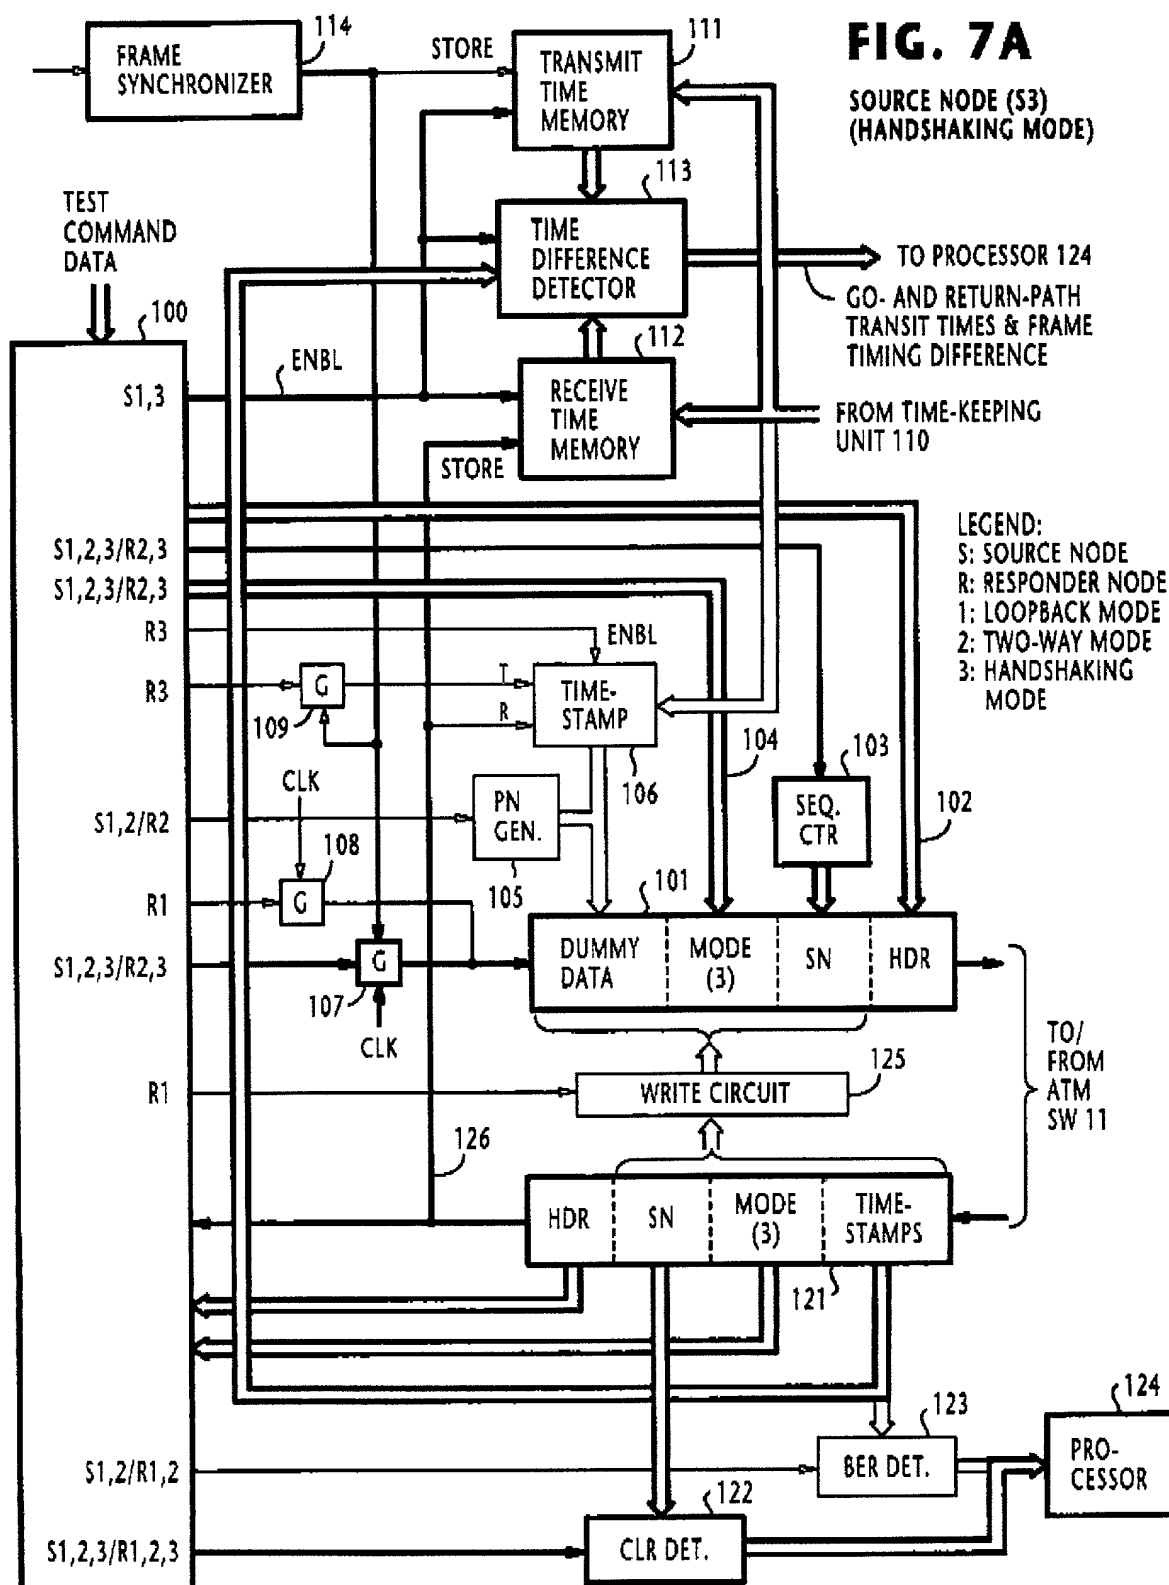 FIG. 7A
SOURCE NODE (S3)
(HANDSHAKING MODE)
114
FRAME
SYNCHRONIZER
STORE
111
TRANSMIT
TIME
MEMORY
113
TIME
DIFFERENCE
DETECTOR
TO PROCESSOR 124
GO- AND RETURN-PATH
TRANSIT TIMES & FRAME
TIMING DIFFERENCE
TEST
COMMAND
DATA
100
112
ENBL
S1,3
RECEIVE
TIME
MEMORY
STORE
FROM TIME-KEEPING
UNIT 110
LEGEND:
S: SOURCE NODE
R: RESPONDER NODE
1: LOOPBACK MODE
2: TWO-WAY MODE
3: HANDSHAKING
MODE
S1,2,3/R2,3
S1,2,3/R2,3
R3
ENBL
R3
G
109
T
R
TIME-
STAMP
106
104
103
SEQ.
CTR
102
CLK
S1,2/R2
PN
GEN.
105
108
R1
G
101
S1,2,3/R2,3
G
107
CLK
DUMMY
DATA
MODE
(3)
SN
HDR
R1
WRITE CIRCUIT
125
TO/
FROM
ATM
SW 11
126
HDR
SN
MODE
(3)
TIME-
STAMPS
121
123
124
S1,2/R1,2
BER DET.
PRO-
CESSOR
122
S1,2,3/R1,2,3
CLR DET.